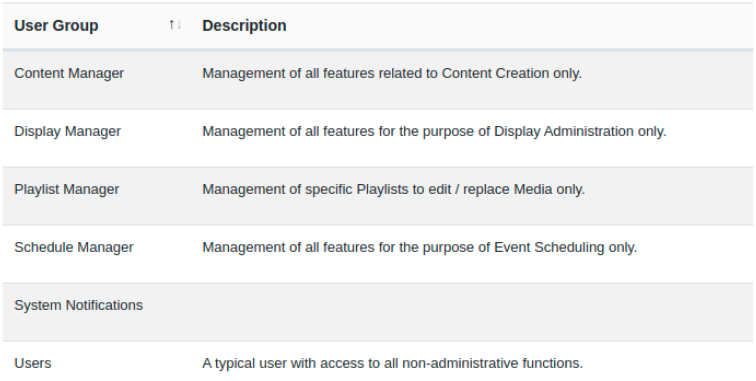 User Group ↑↓ Description
Content Manager Management of all features related to Content Creation only.
Display Manager Management of all features for the purpose of Display Administration only.
Playlist Manager Management of specific Playlists to edit / replace Media only.
Schedule Manager Management of all features for the purpose of Event Scheduling only.
System Notifications
Users A typical user with access to all non-administrative functions.